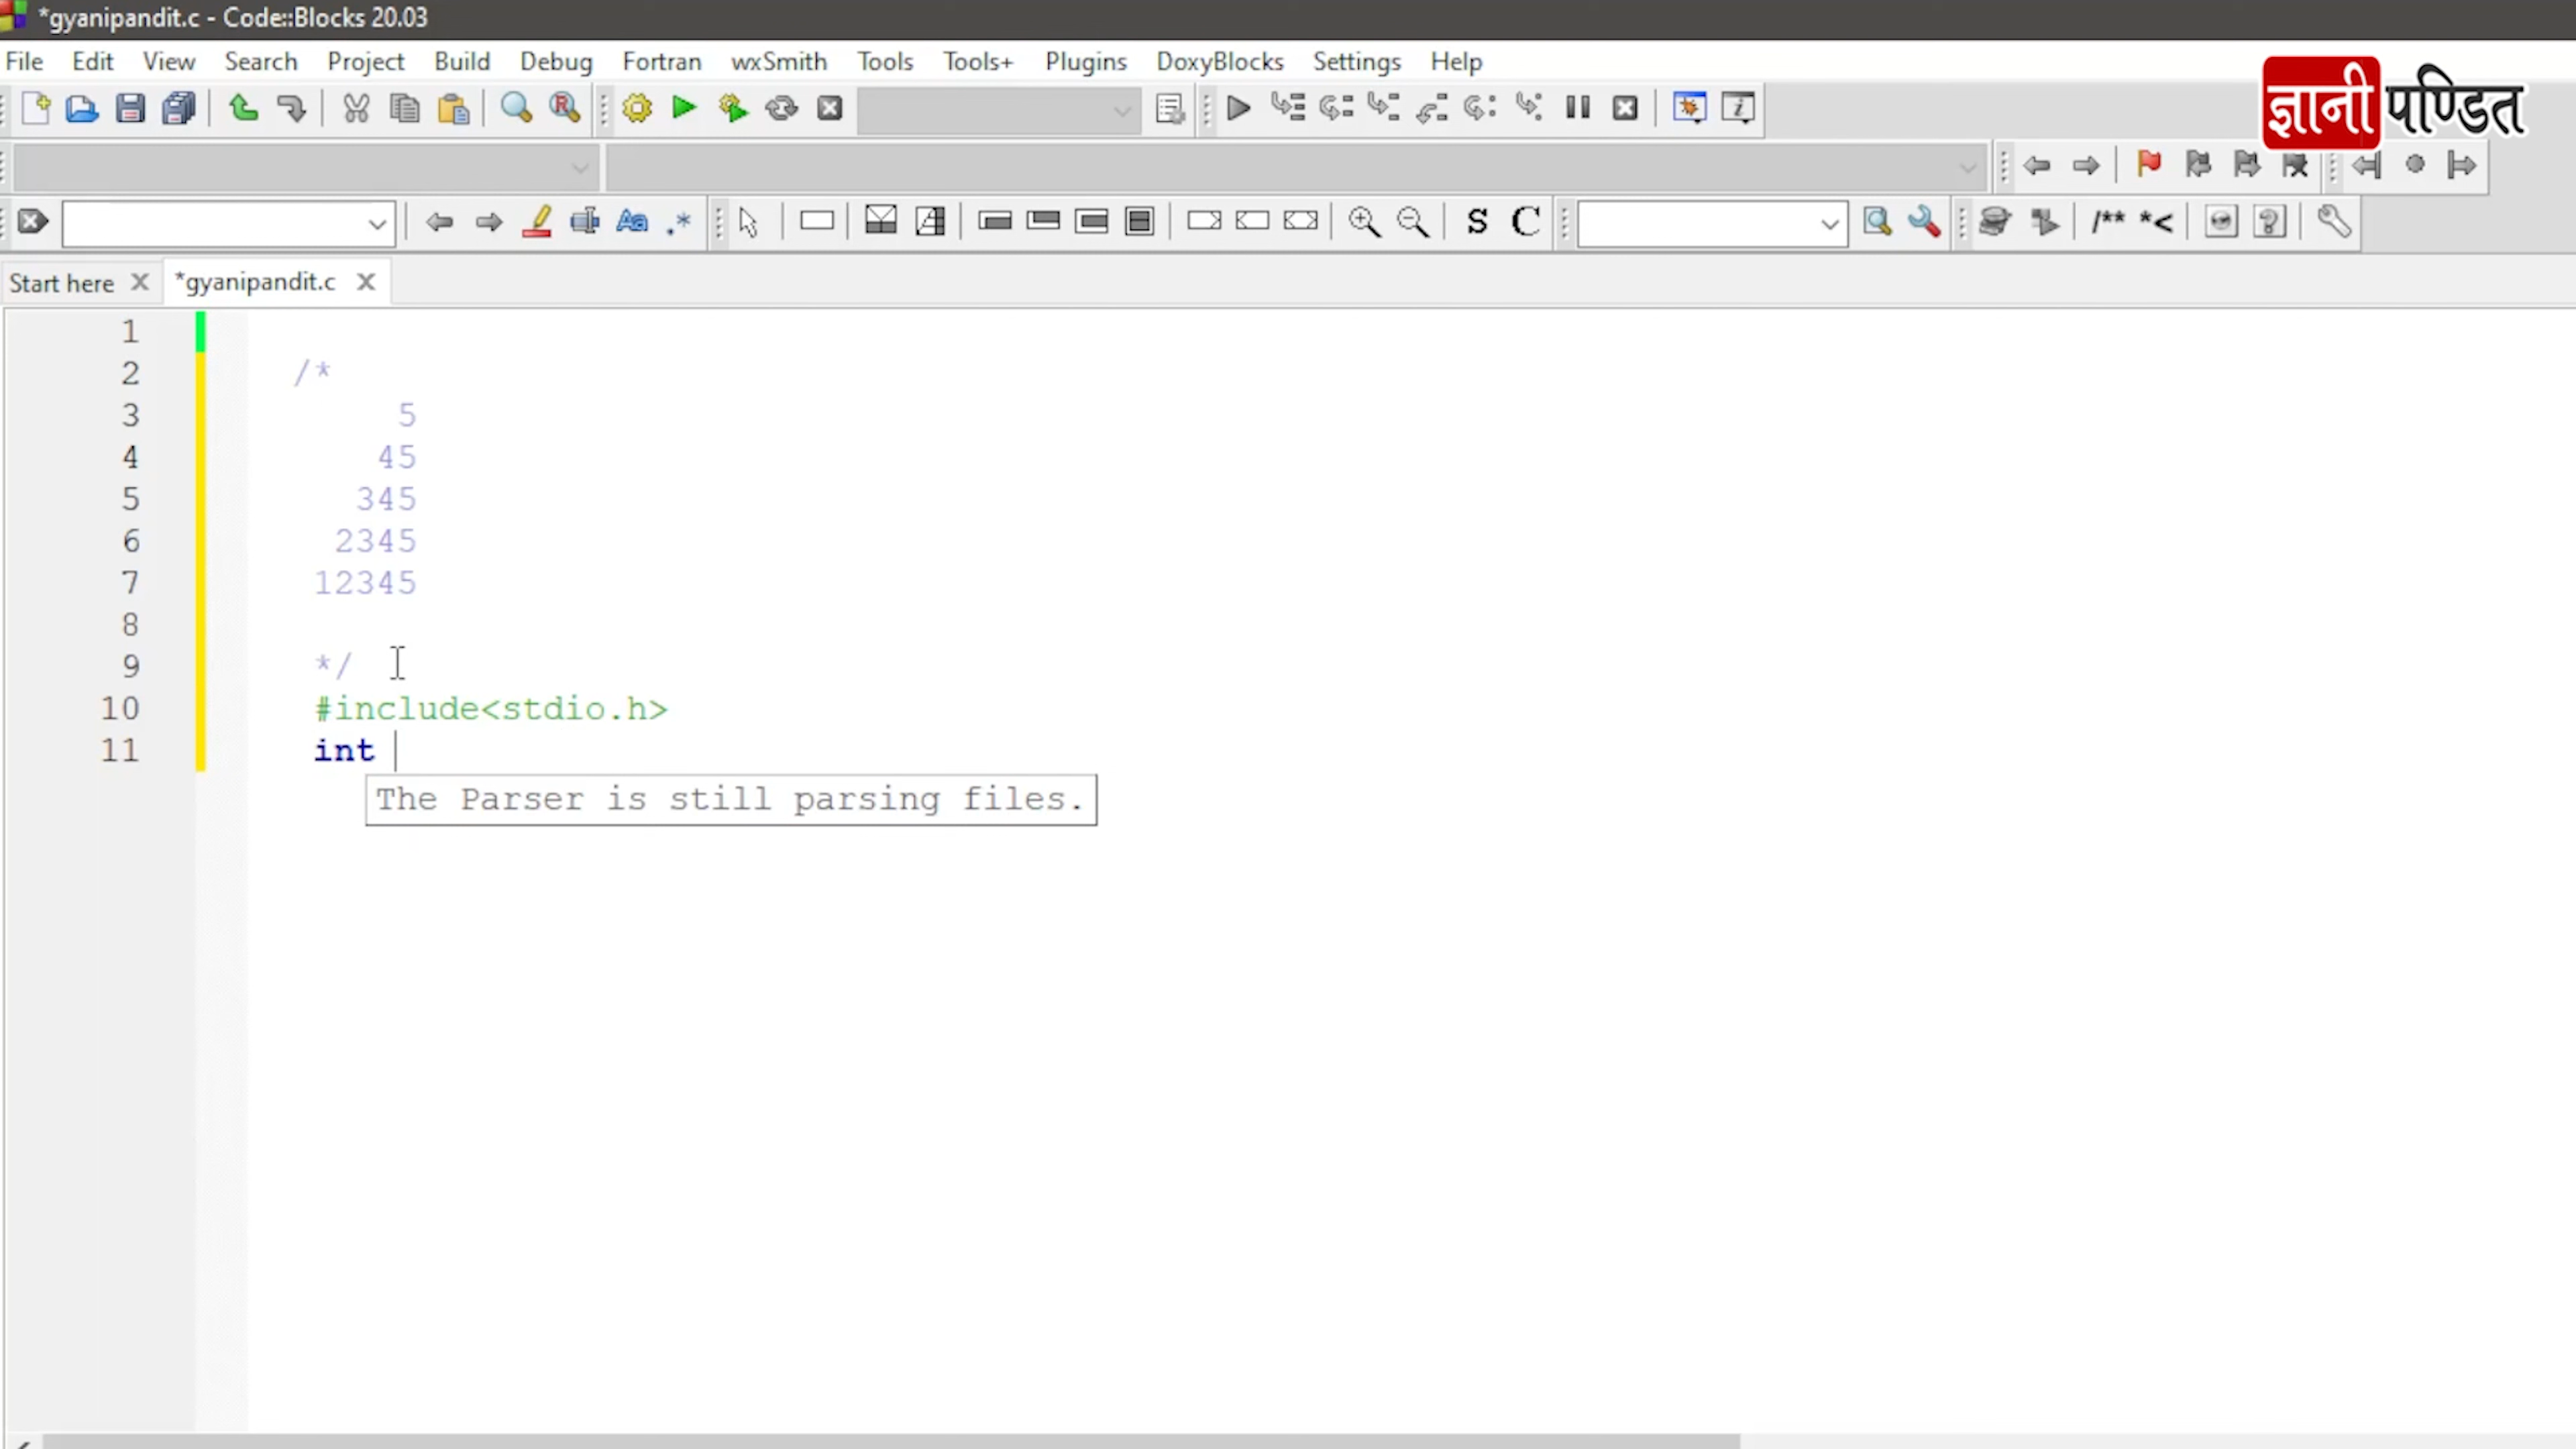 *gyanipandit.c - Code::Blocks 20.03
File Edit View Search Project Build Debug Fortran wxSmith Tools Tools+ Plugins DoxyBlocks Settings Help
ज्ञानी पण्डित
Start here *gyanipandit.c
1
2 /*
3 5
4 45
5 345
6 2345
7 12345
8
9 */
10 #include<stdio.h>
11 int
The Parser is still parsing files.